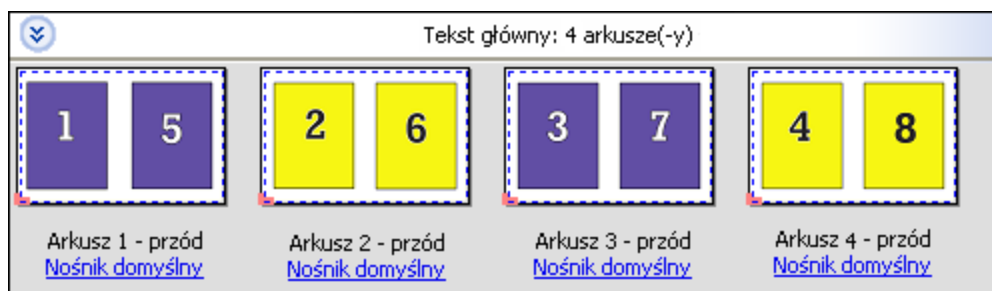 Tekst główny: 4 arkusze(-y)
1 5 2 6 3 7 4 8
Arkusz 1 - przód Arkusz 2 - przód Arkusz 3 - przód Arkusz 4 - przód
Nośnik domyślny Nośnik domyślny Nośnik domyślny Nośnik domyślny